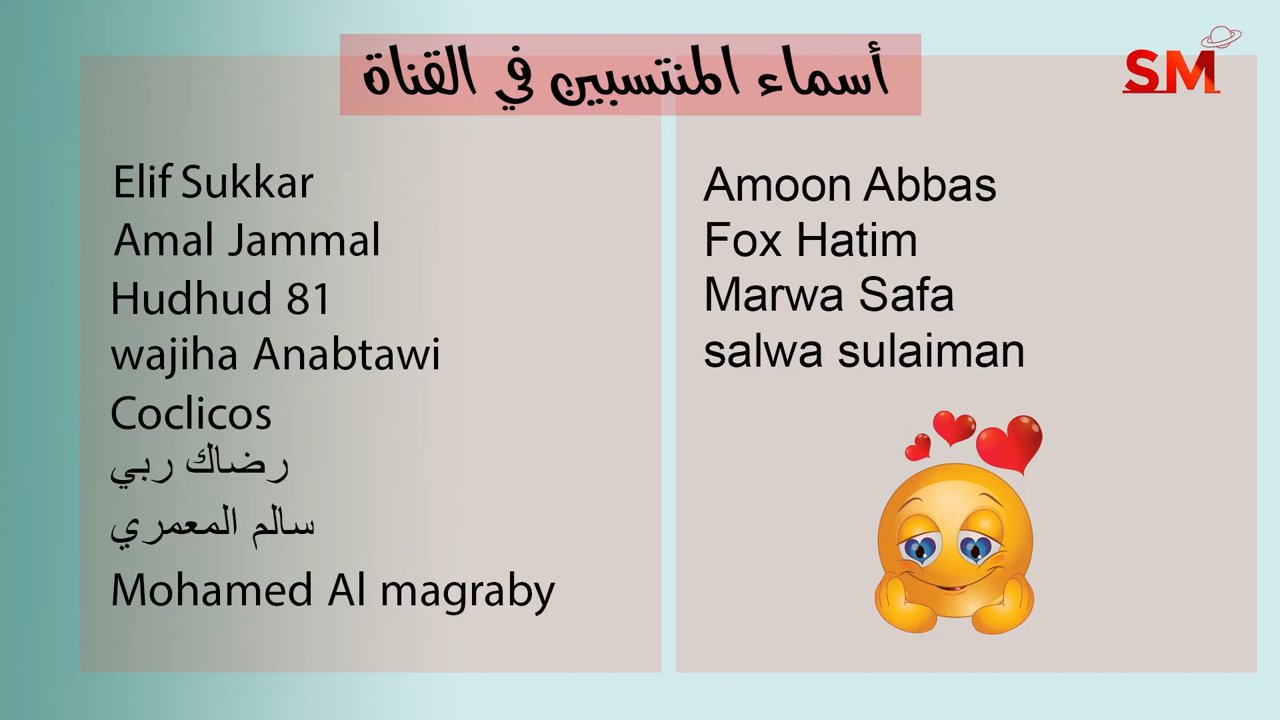 أسماء المنتسبين في القناة
SM
Elif Sukkar
Amal Jammal
Hudhud 81
wajiha Anabtawi
Coclicos
رضاك ربي
سالم المعمري
Mohamed Al magraby
Amoon Abbas
Fox Hatim
Marwa Safa
salwa sulaiman